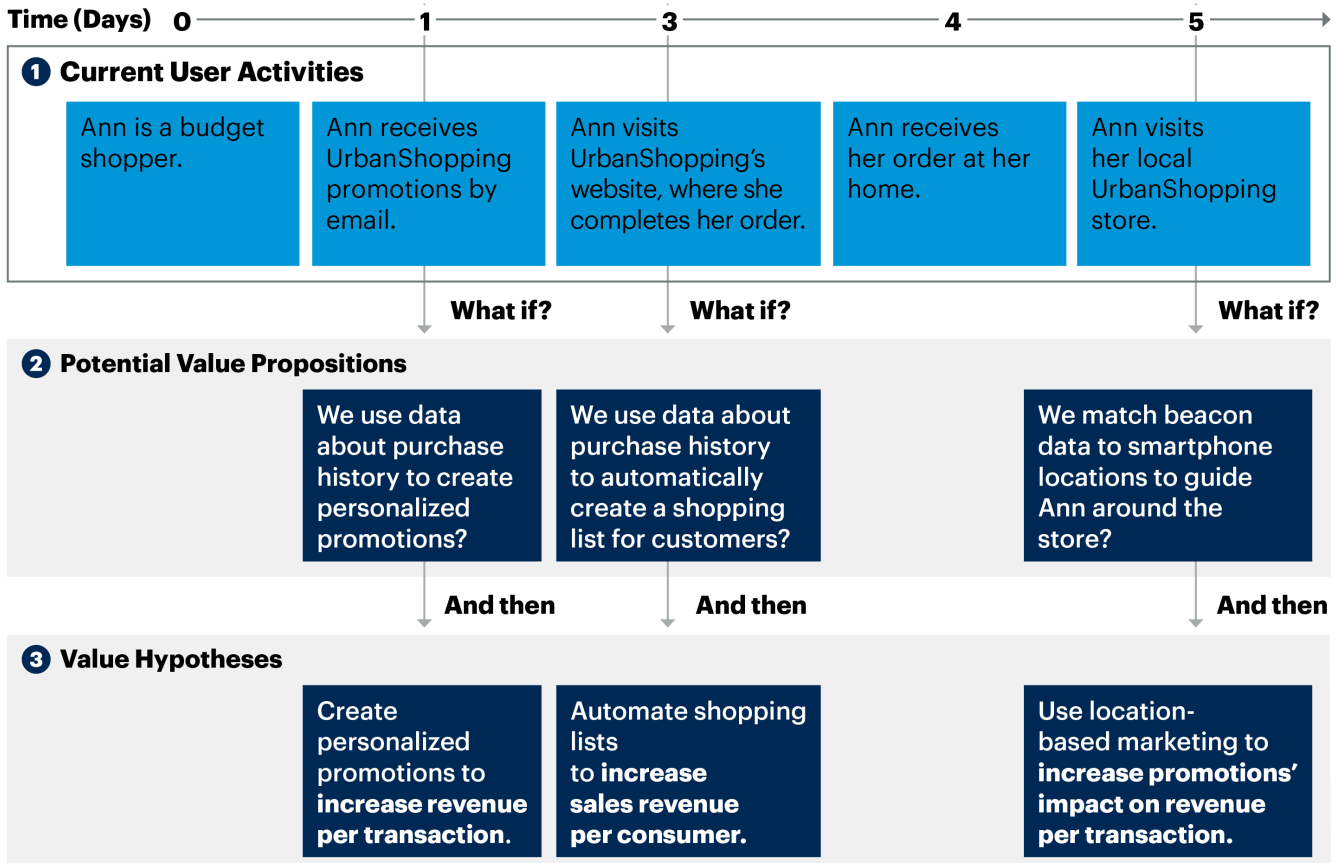 Time (Days) 0 1 3 4 5
1 Current User Activities
Ann is a budget
shopper.
Ann receives
UrbanShopping
promotions by
email.
Ann visits
UrbanShopping’s
website, where she
completes her order.
Ann receives
her order at her
home.
Ann visits
her local
UrbanShopping
store.
What if?
What if?
What if?
2 Potential Value Propositions
We use data
about purchase
history to create
personalized
promotions?
We use data about
purchase history
to automatically
create a shopping
list for customers?
We match beacon
data to smartphone
locations to guide
Ann around the
store?
And then
And then
And then
3 Value Hypotheses
Create
personalized
promotions to
increase revenue
per transaction.
Automate shopping
lists
to increase
sales revenue
per consumer.
Use location-
based marketing to
increase promotions’
impact on revenue
per transaction.